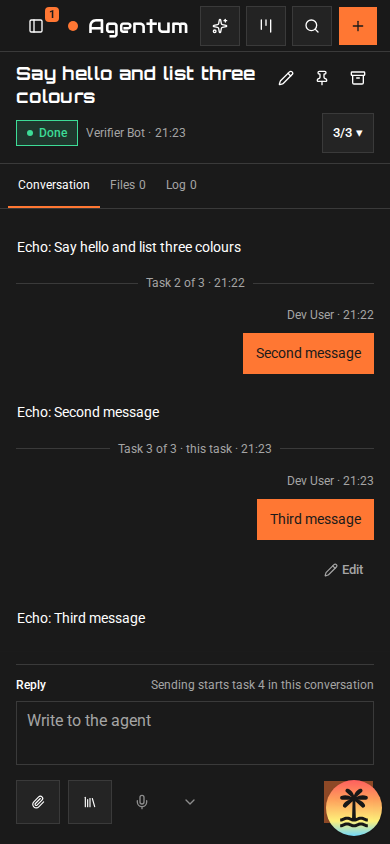 1
Agentum
Say hello and list three
colours
Done
Verifier Bot · 21:23
3/3 ▾
Conversation
Files 0
Log 0
Echo: Say hello and list three colours
Task 2 of 3 · 21:22
Dev User · 21:22
Second message
Echo: Second message
Task 3 of 3 · this task · 21:23
Dev User · 21:23
Third message
Edit
Echo: Third message
Reply
Sending starts task 4 in this conversation
Write to the agent